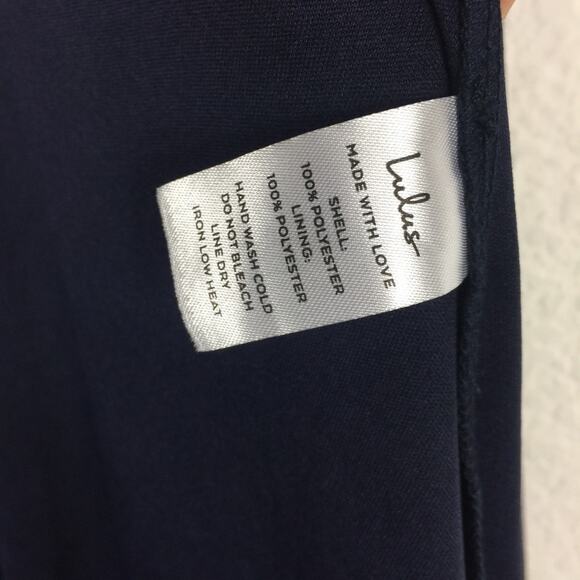 Lulus
MADE WITH LOVE
SHELL:
100% POLYESTER
LINING:
100% POLYESTER
HAND WASH COLD
DO NOT BLEACH
LINE DRY
IRON LOW HEAT